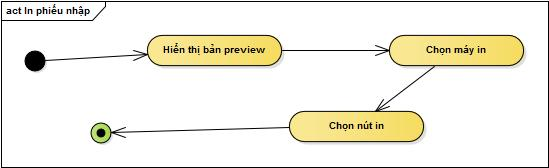 act In phiếu nhập
Hiển thị bản preview
Chọn máy in
Chọn nút in